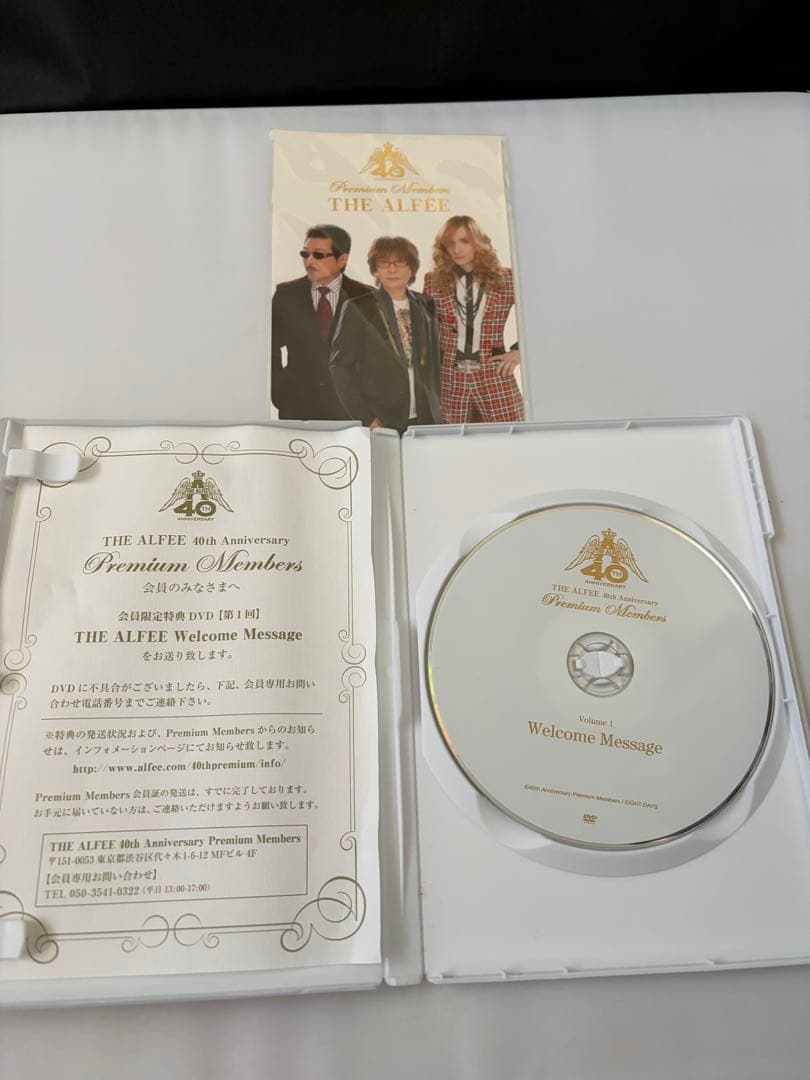 40
Premium Members
THE ALFEE
THE ALFEE
40TH
ANNIVERSARY
THE ALFEE 40th Anniversary
Premium Members
会員のみなさまへ
会員限定特典 DVD【第1回】
THE ALFEE Welcome Message
をお送り致します。
DVDに不具合がございましたら、下記、会員専用お問い
合わせ電話番号までご連絡下さい。
※特典の発送状況および、Premium Membersからのお知ら
せは、インフォメーションページにてお知らせ致します。
http://www.alfee.com/40thpremium/info/
Premium Members会員証の発送は、すでに完了しております。
お手元に届いていない方は、ご連絡いただけますようお願い致します。
THE ALFEE 40th Anniversary Premium Members
〒151-0053 東京都渋谷区代々木1-6-12 MFビル 4F
【会員専用お問い合わせ】
TEL 050-3541-0322 (平日 13:00-17:00)
THE ALFEE
40TH
ANNIVERSARY
THE ALFEE 40th Anniversary
Premium Members
Volume.1
Welcome Message
©40th Anniversary Premium Members / EIGHT DAYS
DVD